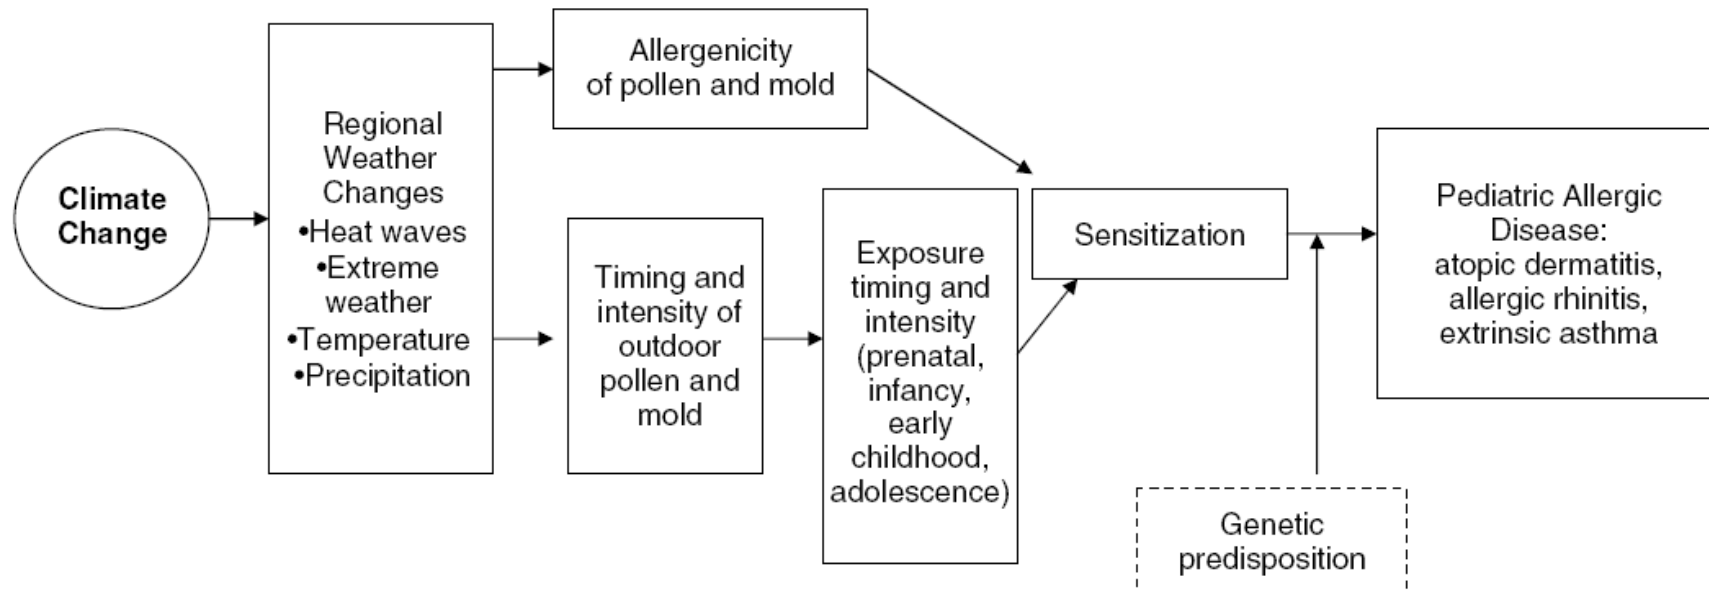 Climate
Change
Regional
Weather
Changes
•Heat waves
•Extreme
weather
•Temperature
•Precipitation
Allergenicity
of pollen and mold
Timing and
intensity of
outdoor
pollen and
mold
Exposure
timing and
intensity
(prenatal,
infancy,
early
childhood,
adolescence)
Sensitization
Pediatric Allergic
Disease:
atopic dermatitis,
allergic rhinitis,
extrinsic asthma
Genetic
predisposition